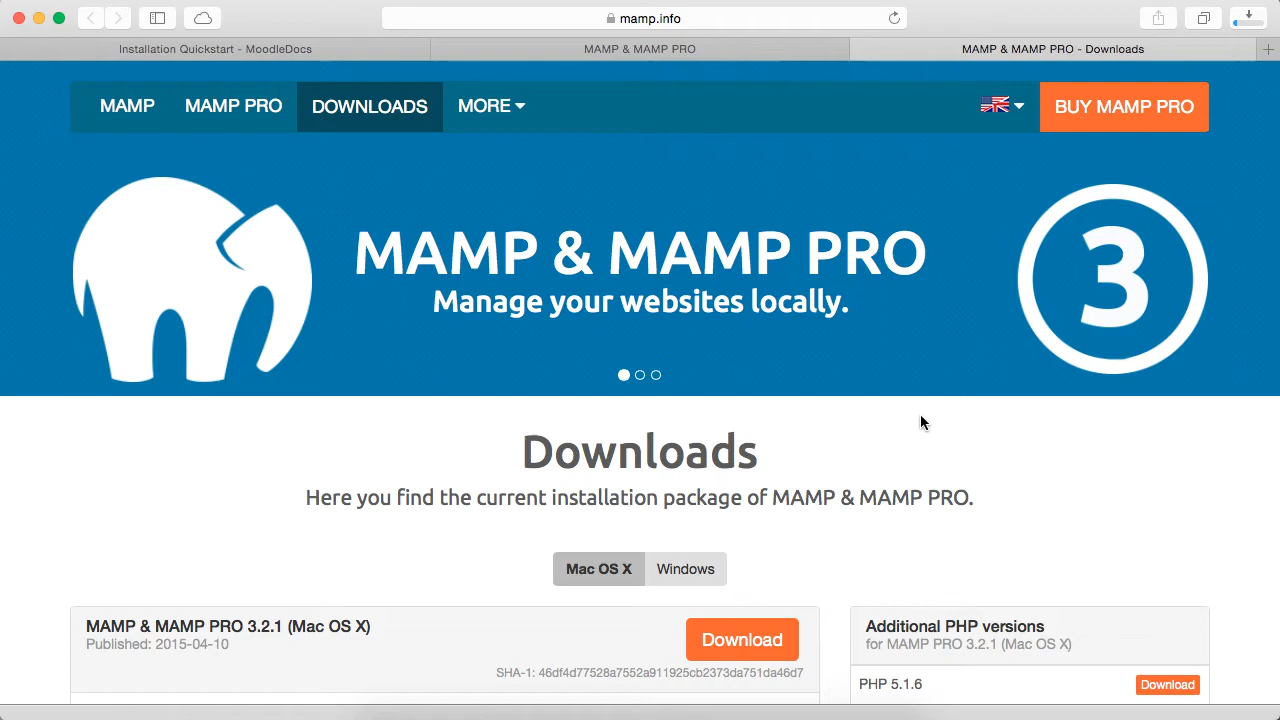 mamp.info
Installation Quickstart - MoodleDocs
MAMP & MAMP PRO
MAMP & MAMP PRO - Downloads
MAMP
MAMP PRO
DOWNLOADS
MORE
BUY MAMP PRO
MAMP & MAMP PRO
Manage your websites locally.
3
Downloads
Here you find the current installation package of MAMP & MAMP PRO.
Mac OS X
Windows
MAMP & MAMP PRO 3.2.1 (Mac OS X)
Published: 2015-04-10
Download
SHA-1: 46df4d77528a7552a911925cb2373da751da46d7
Additional PHP versions
for MAMP PRO 3.2.1 (Mac OS X)
PHP 5.1.6
Download